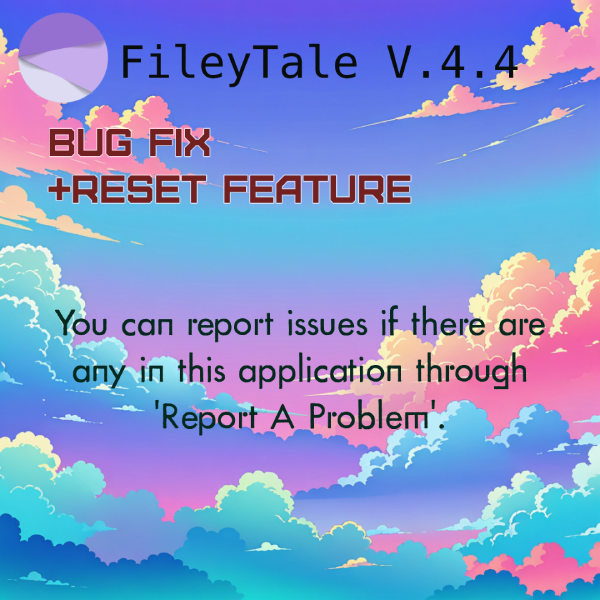 FileyTale V.4.4
BUG FIX
+RESET FEATURE
You can report issues if there are
any in this application through
'Report A Problem'.